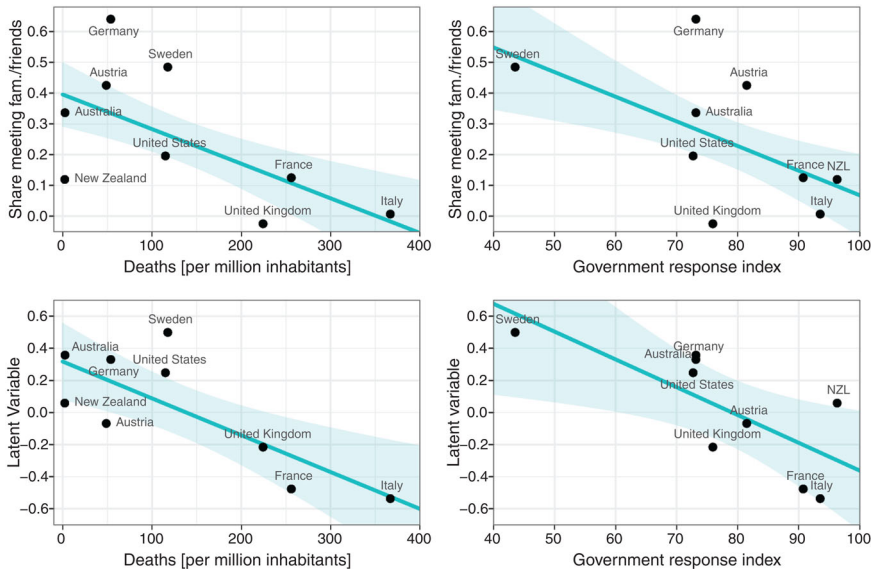 Share meeting fam./friends
0.6
0.5
0.4
0.3
0.2
0.1
0.0
Germany
Sweden
Austria
Australia
United States
New Zealand
France
United Kingdom
Italy
0 100 200 300 400
Deaths [per million inhabitants]
Share meeting fam./friends
0.6
0.5
0.4
0.3
0.2
0.1
0.0
Sweden
Germany
Austria
Australia
United States
France NZL
United Kingdom
Italy
40 50 60 70 80 90 100
Government response index
Latent Variable
0.6
0.4
0.2
0.0
−0.2
−0.4
−0.6
Sweden
Australia
United States
Germany
New Zealand
Austria
United Kingdom
France
Italy
0 100 200 300 400
Deaths [per million inhabitants]
Latent variable
0.6
0.4
0.2
0.0
−0.2
−0.4
−0.6
Sweden
Germany
Australia
United States
NZL
Austria
United Kingdom
France
Italy
40 50 60 70 80 90 100
Government response index